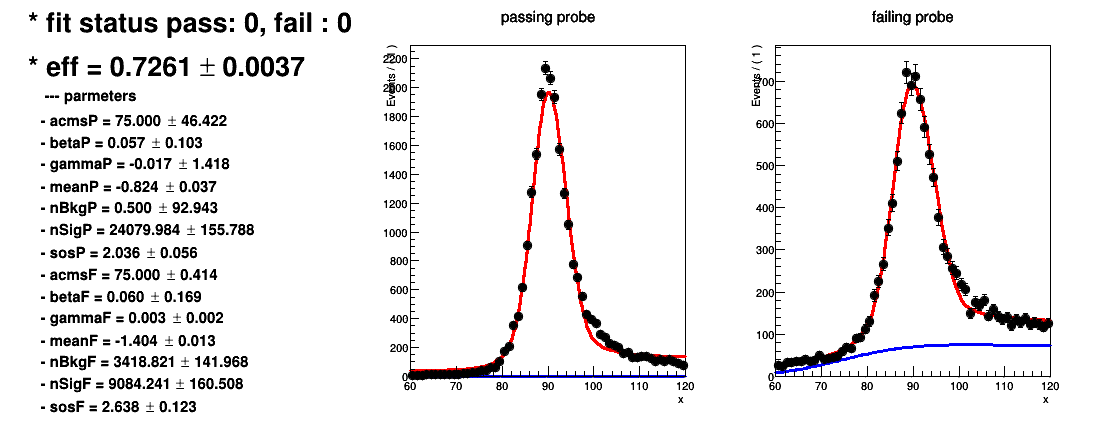 * fit status pass: 0, fail : 0
* eff = 0.7261 ± 0.0037
--- parmeters
- acmsP = 75.000 ± 46.422
- betaP = 0.057 ± 0.103
- gammaP = -0.017 ± 1.418
- meanP = -0.824 ± 0.037
- nBkgP = 0.500 ± 92.943
- nSigP = 24079.984 ± 155.788
- sosP = 2.036 ± 0.056
- acmsF = 75.000 ± 0.414
- betaF = 0.060 ± 0.169
- gammaF = 0.003 ± 0.002
- meanF = -1.404 ± 0.013
- nBkgF = 3418.821 ± 141.968
- nSigF = 9084.241 ± 160.508
- sosF = 2.638 ± 0.123
passing probe
Events / ( 1 )
2200
2000
1800
1600
1400
1200
1000
800
600
400
200
0
60 70 80 90 100 110 120
x
failing probe
Events / ( 1 )
700
600
500
400
300
200
100
0
60 70 80 90 100 110 120
x